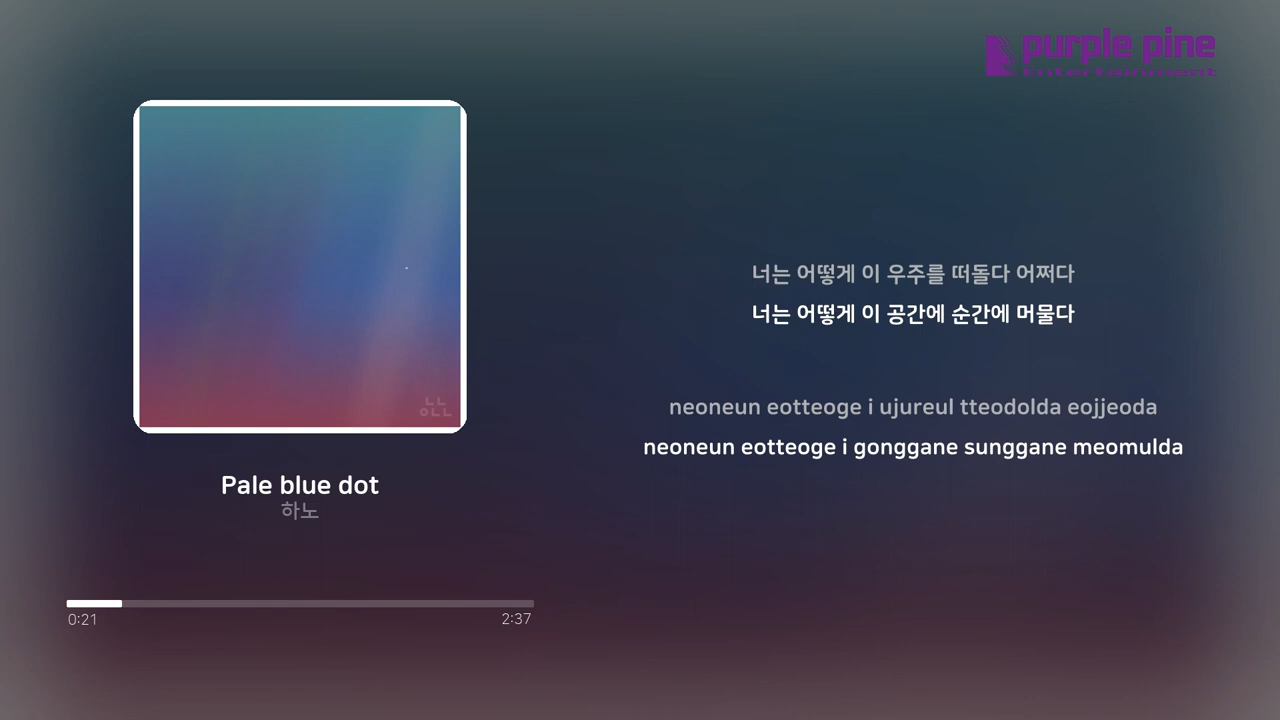 purple pine
Entertainment
너는 어떻게 이 우주를 떠돌다 어쩌다
너는 어떻게 이 공간에 순간에 머물다
neoneun eotteoge i ujureul tteodolda eojjeoda
neoneun eotteoge i gonggane sunggane meomulda
Pale blue dot
하노
0:21
2:37